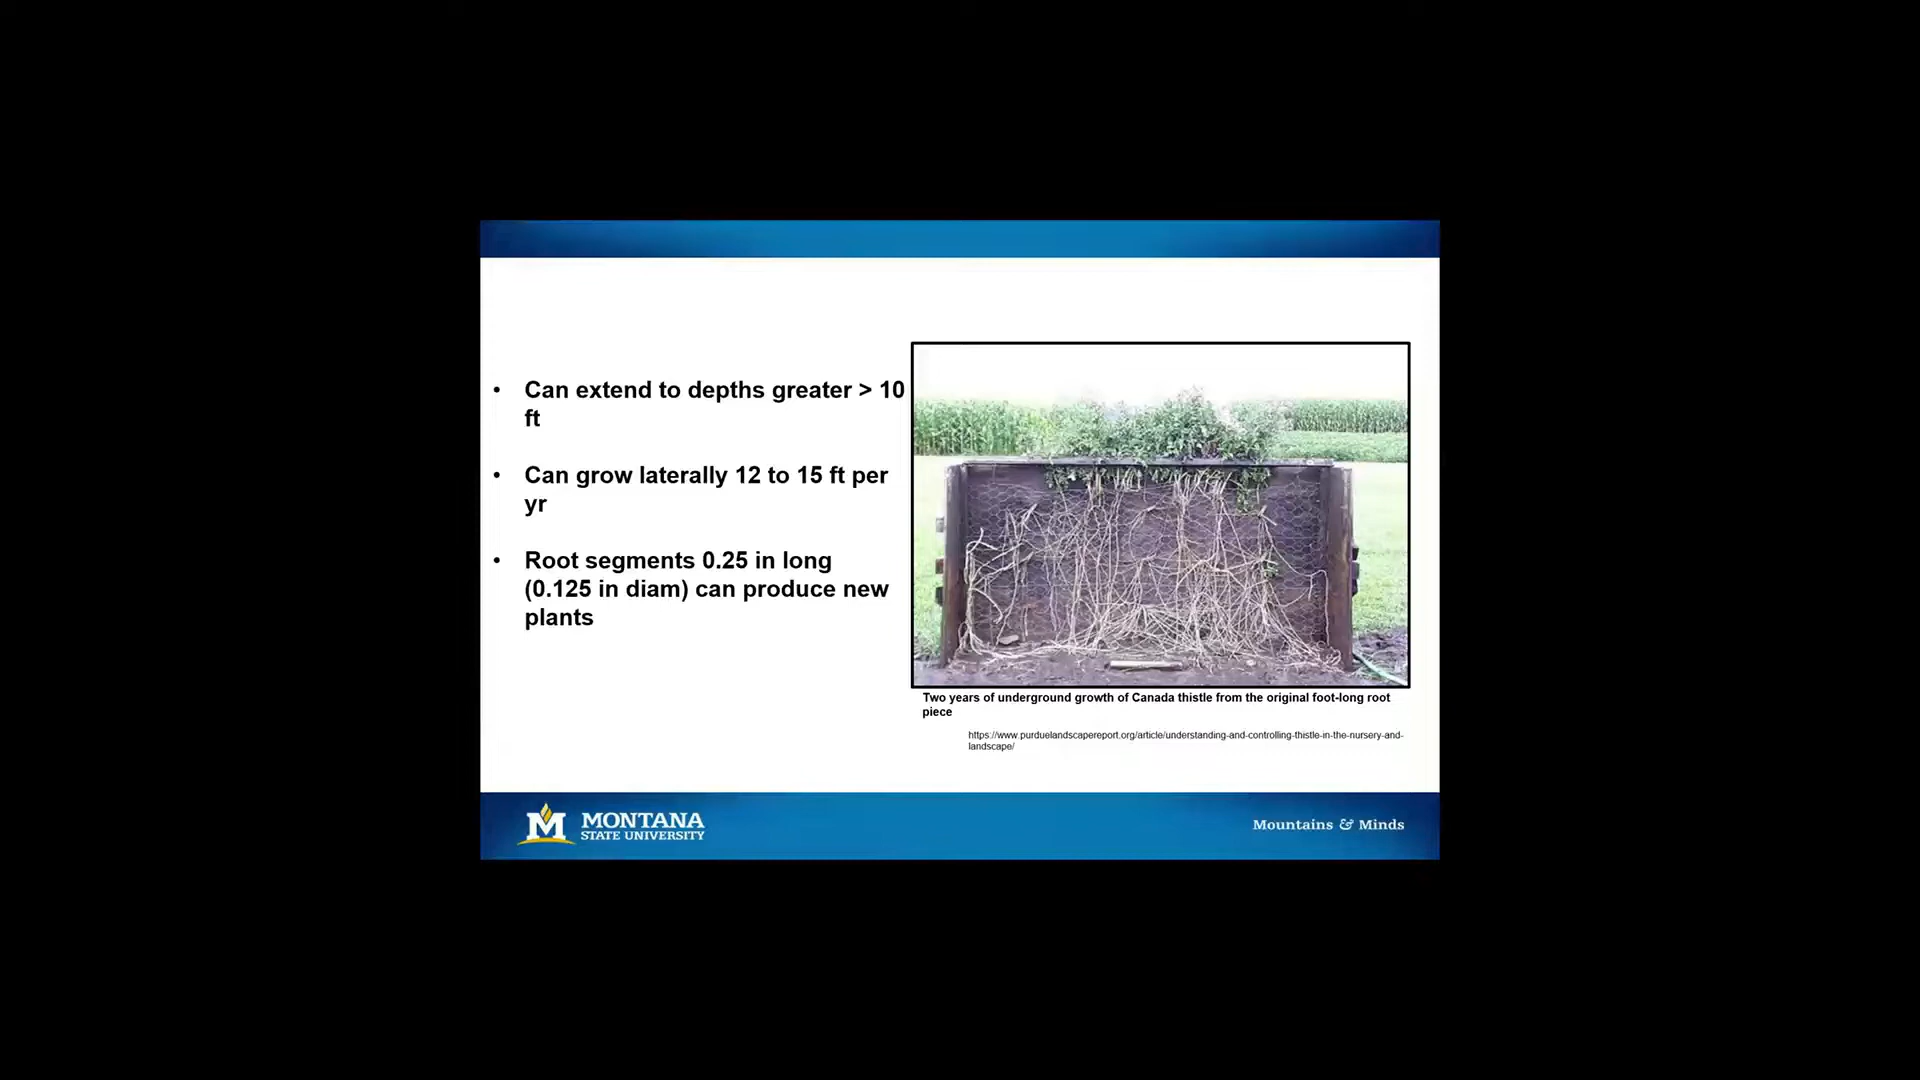 • Can extend to depths greater > 10
ft
• Can grow laterally 12 to 15 ft per
yr
• Root segments 0.25 in long
(0.125 in diam) can produce new
plants
Two years of underground growth of Canada thistle from the original foot-long root
piece
https://www.purduelandscapereport.org/article/understanding-and-controlling-thistle-in-the-nursery-and-
landscape/
M MONTANA
STATE UNIVERSITY
Mountains & Minds